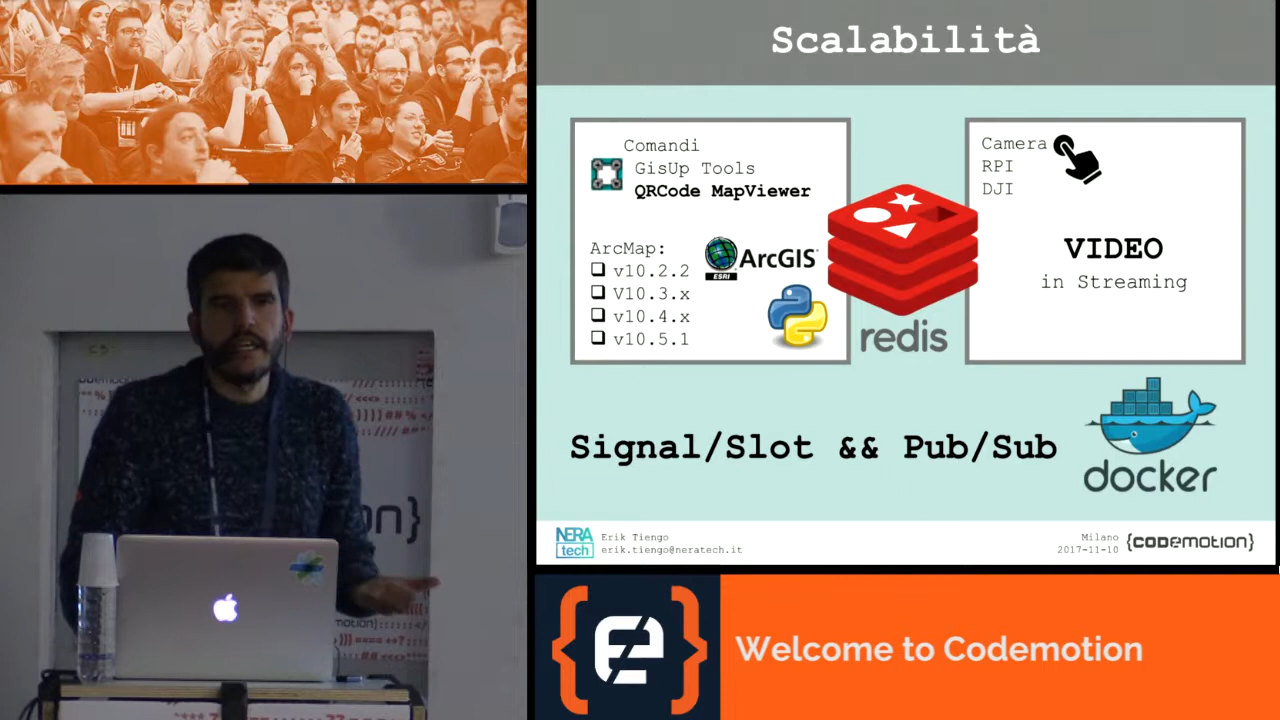 Scalabilità
Comandi
GisUp Tools
QRCode MapViewer
ArcMap:
v10.2.2
V10.3.x
v10.4.x
v10.5.1
ArcGIS
ESRI
redis
Camera
RPI
DJI
VIDEO
in Streaming
Signal/Slot && Pub/Sub
docker
NERA
tech
Erik Tiengo
erik.tiengo@neratech.it
Milano
2017-11-10
{CODEMOTION}
on}
Welcome to Codemotion